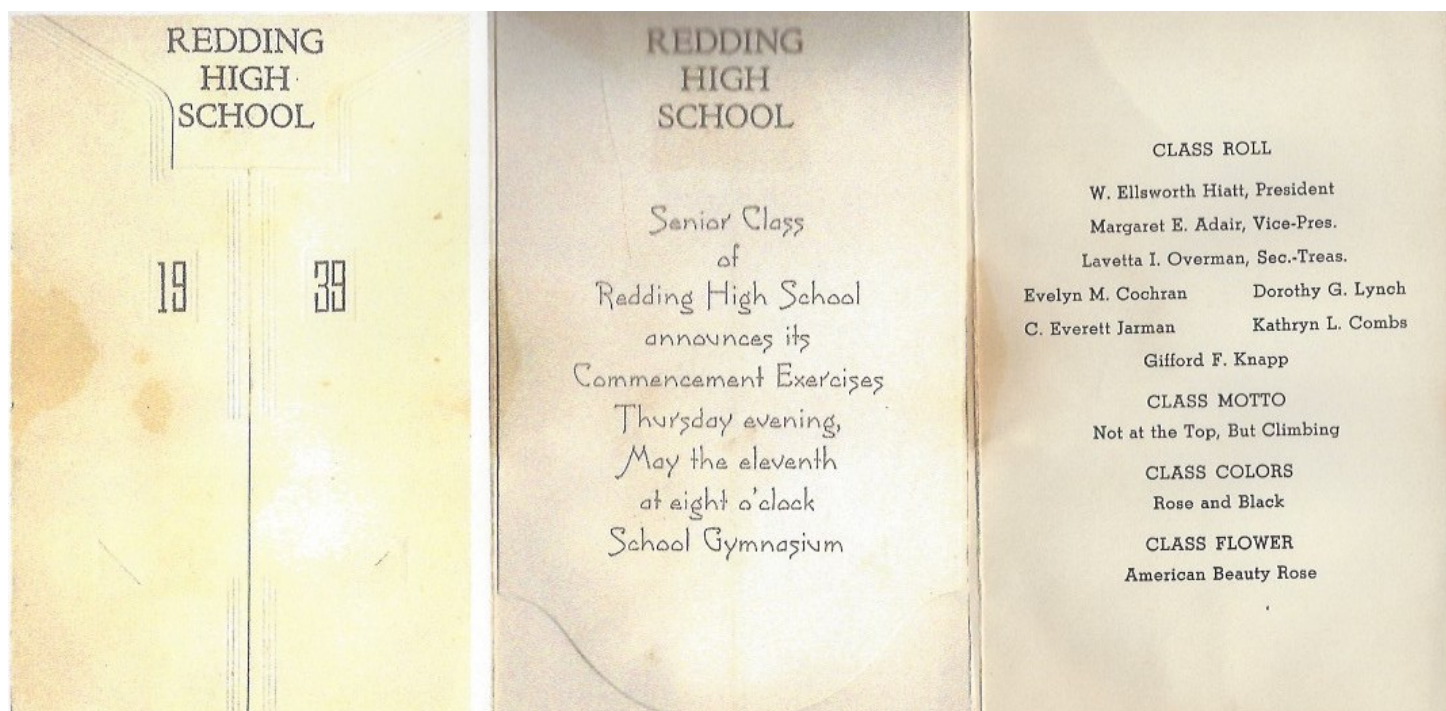 REDDING
HIGH
SCHOOL
19 39
REDDING
HIGH
SCHOOL
Senior Class
of
Redding High School
announces its
Commencement Exercises
Thursday evening,
May the eleventh
at eight o'clock
School Gymnasium
CLASS ROLL
W. Ellsworth Hiatt, President
Margaret E. Adair, Vice-Pres.
Lavetta I. Overman, Sec.-Treas.
Evelyn M. Cochran Dorothy G. Lynch
C. Everett Jarman Kathryn L. Combs
Gifford F. Knapp
CLASS MOTTO
Not at the Top, But Climbing
CLASS COLORS
Rose and Black
CLASS FLOWER
American Beauty Rose